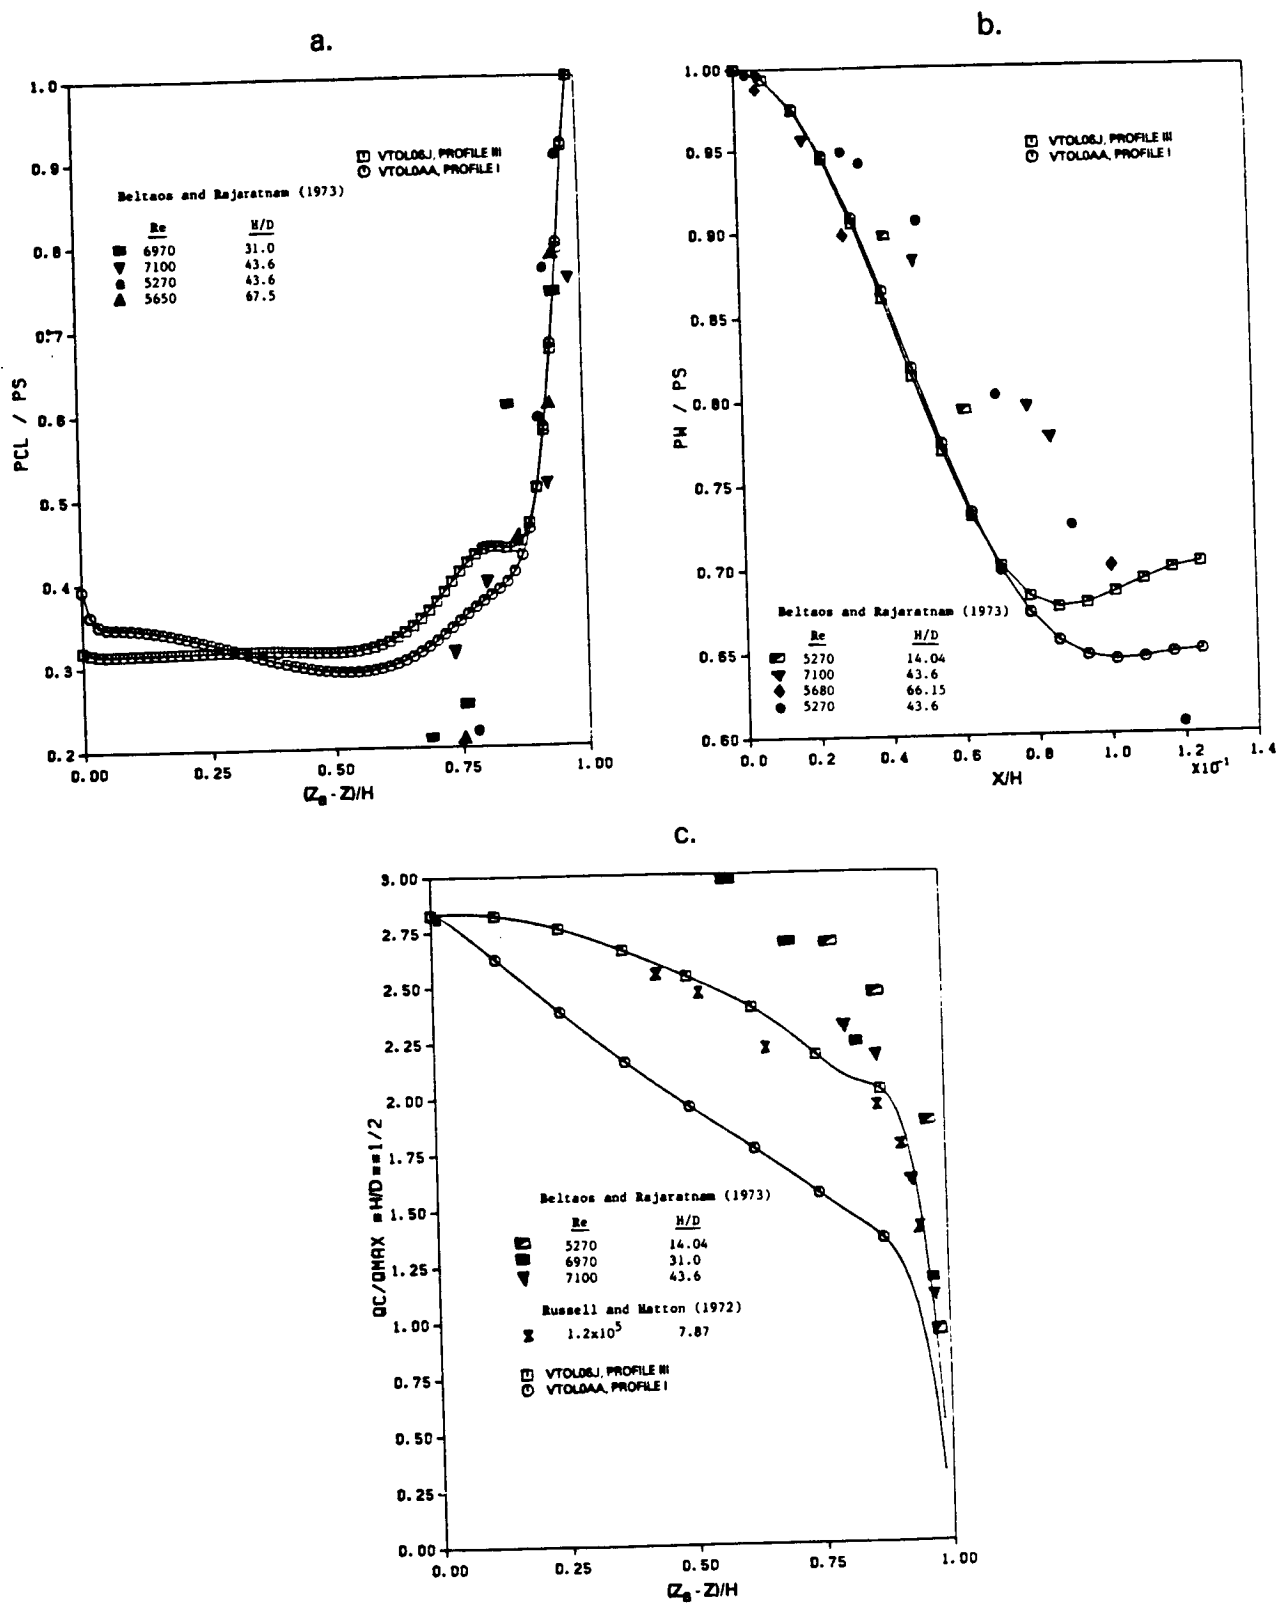 a.
1.0
0.9
0.8
0.7
0.6
0.5
0.4
0.3
0.2
PCL / PS
VTOL06J, PROFILE III
VTOL0AA, PROFILE I
Beltaos and Rajaratnam (1973)
Re H/D
6970 31.0
7100 43.6
5270 43.6
5650 67.5
0.00 0.25 0.50 0.75 1.00
(Z -Z)/H
b.
1.00
0.95
0.90
0.85
0.80
0.75
0.70
0.65
0.60
PW / PS
VTOL06J, PROFILE III
VTOL0AA, PROFILE I
Beltaos and Rajaratnam (1973)
Re H/D
5270 14.04
7100 43.6
5680 66.15
5270 43.6
0.0 0.2 0.4 0.6 0.8 1.0 1.2 1.4
X/H X10⁻¹
c.
3.00
2.75
2.50
2.25
2.00
1.75
1.50
1.25
1.00
0.75
0.50
0.25
0.00
QC/QMAX *H/D**1/2
Beltaos and Rajaratnam (1973)
Re H/D
5270 14.04
6970 31.0
7100 43.6
Russell and Hatton (1972)
1.2x10⁵ 7.87
VTOL06J, PROFILE III
VTOL0AA, PROFILE I
0.00 0.25 0.50 0.75 1.00
(Z -Z)/H